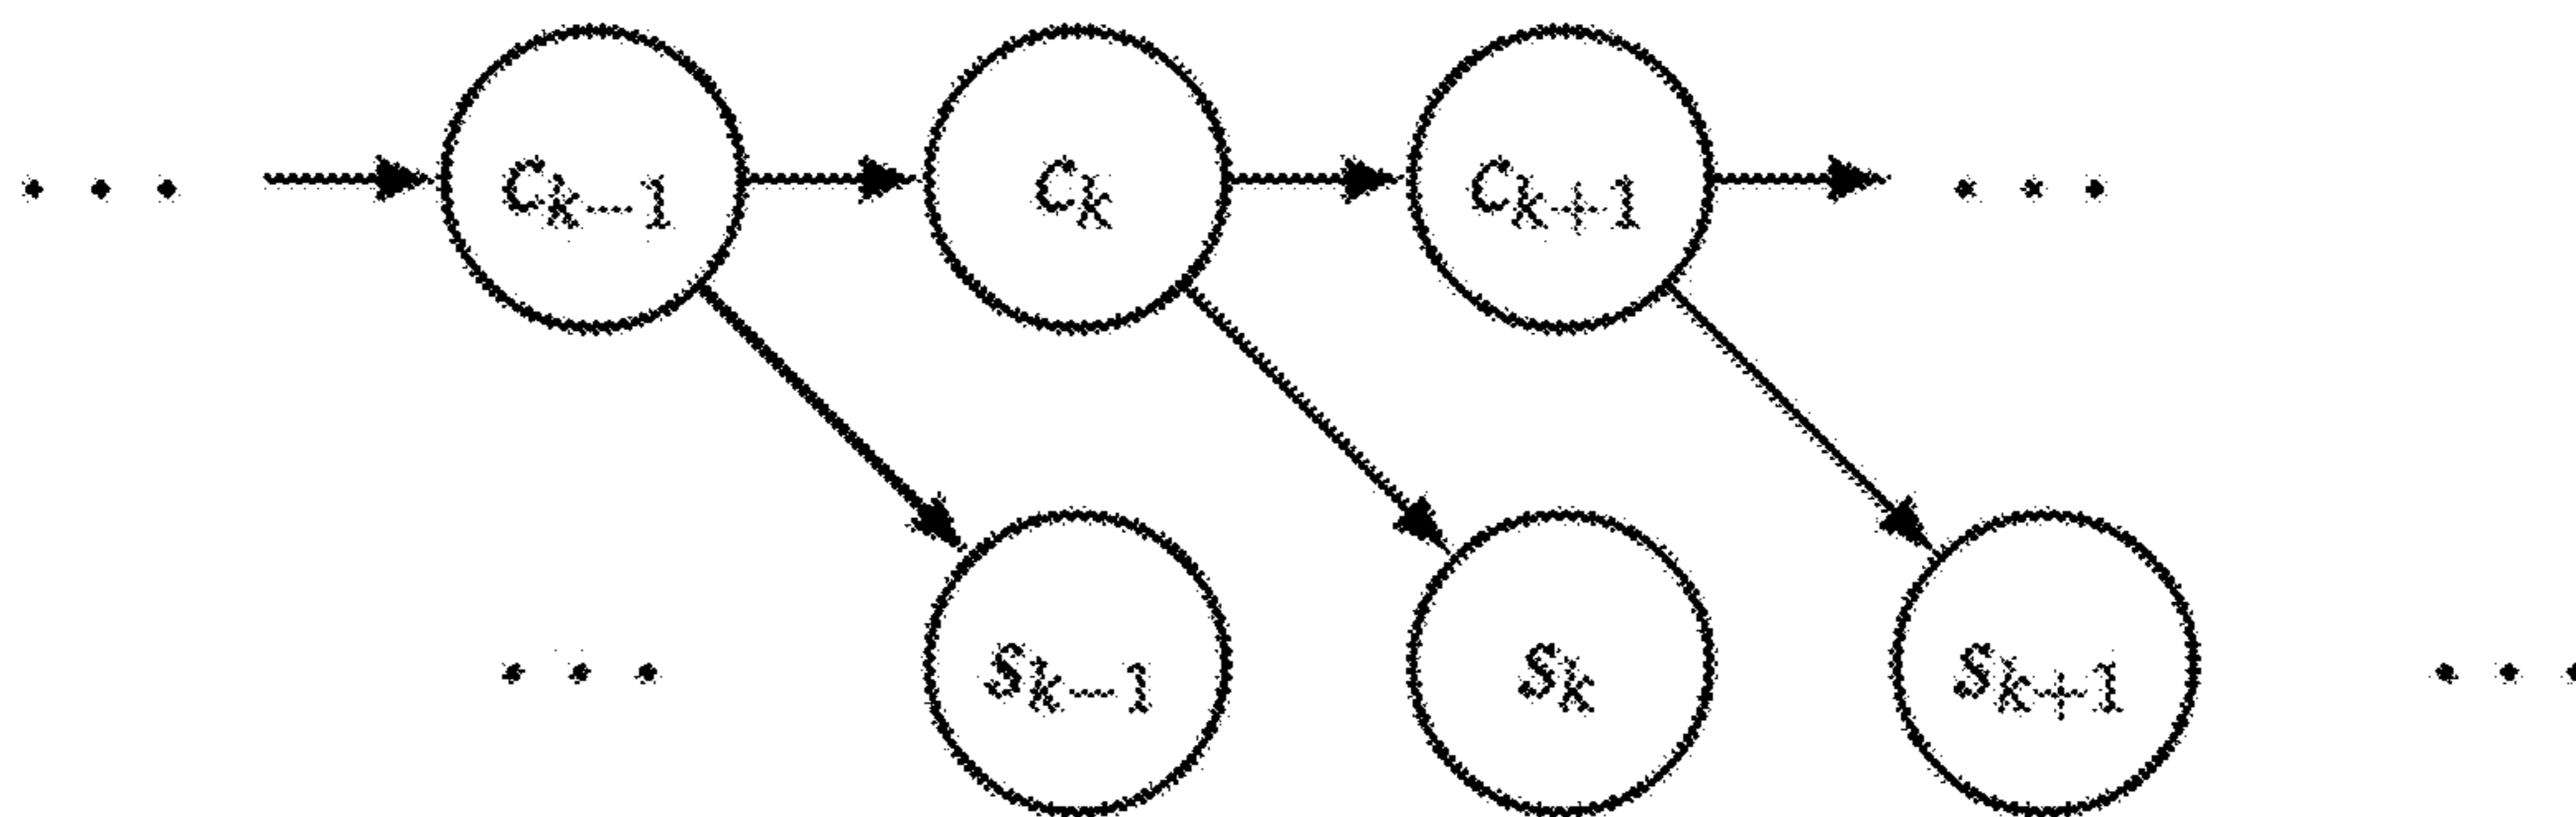 . . . c_{k-1} c_k c_{k+1} . . .
. . . s_{k-1} s_k s_{k+1} . . .